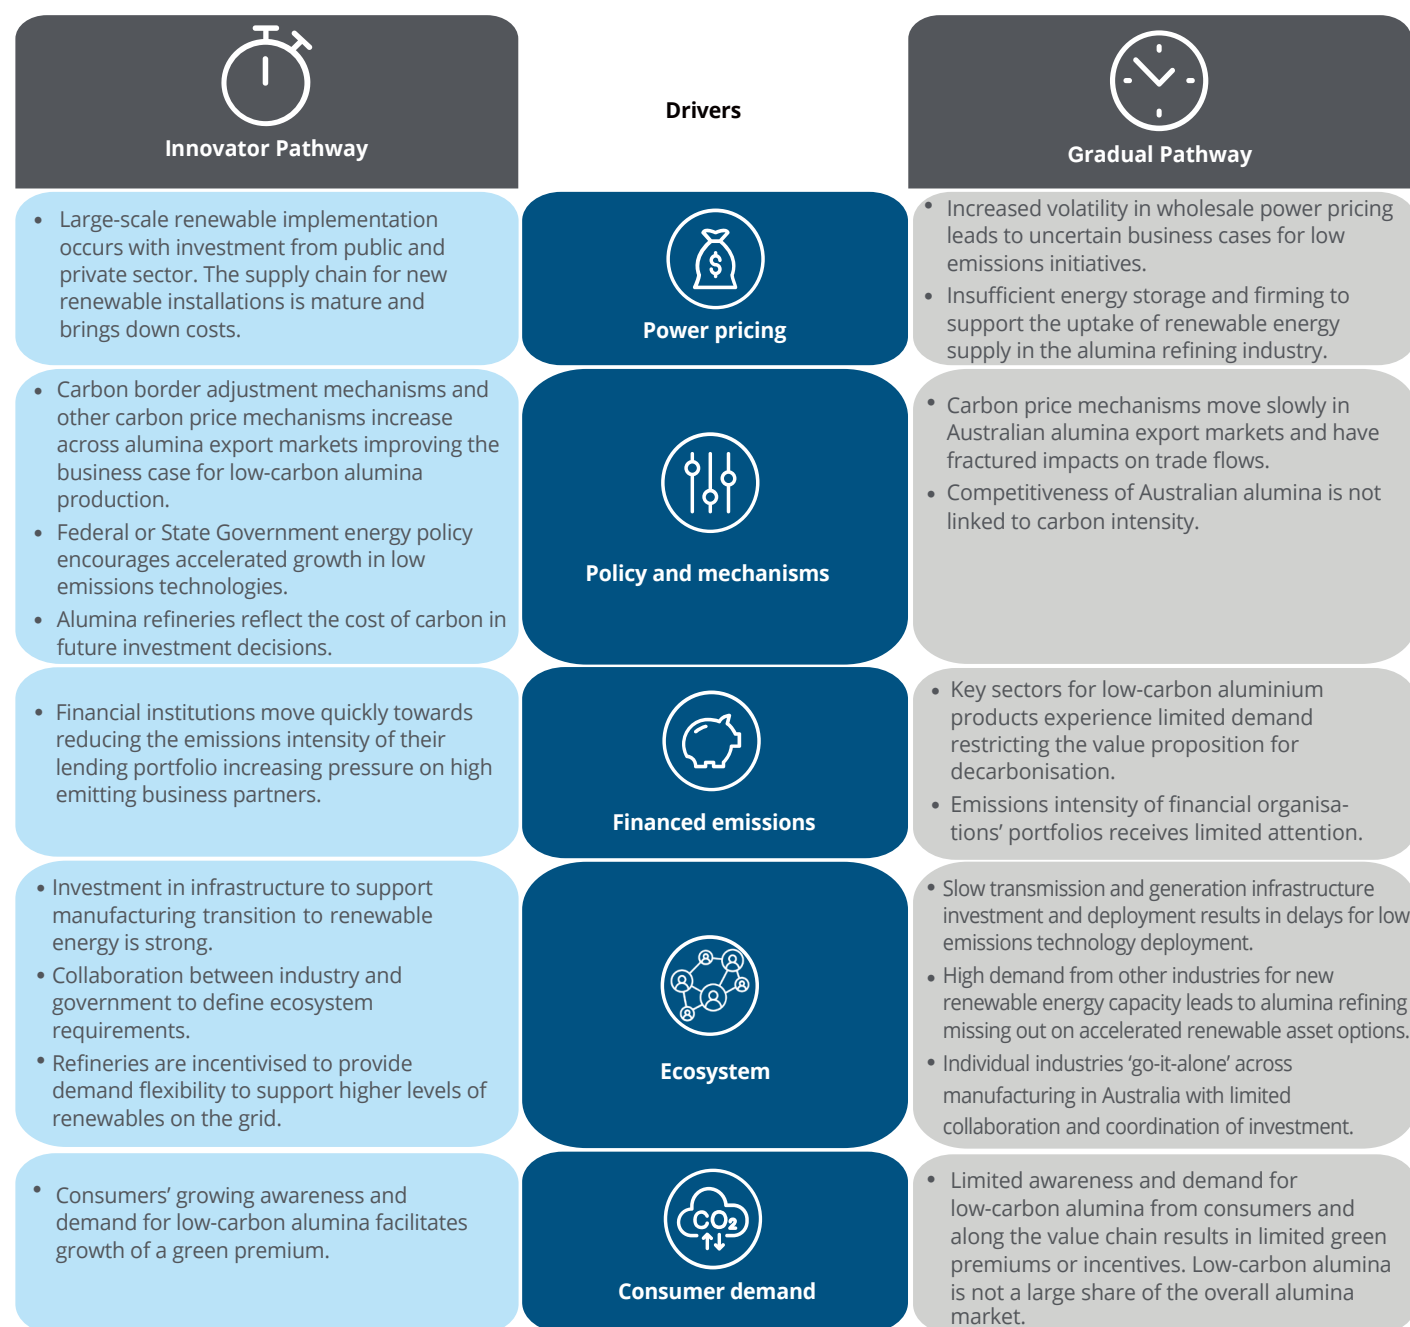 Innovator Pathway
Drivers
Gradual Pathway
• Large-scale renewable implementation
occurs with investment from public and
private sector. The supply chain for new
renewable installations is mature and
brings down costs.
$
Power pricing
• Increased volatility in wholesale power pricing
leads to uncertain business cases for low
emissions initiatives.
• Insufficient energy storage and firming to
support the uptake of renewable energy
supply in the alumina refining industry.
• Carbon border adjustment mechanisms and
other carbon price mechanisms increase
across alumina export markets improving the
business case for low-carbon alumina
production.
• Federal or State Government energy policy
encourages accelerated growth in low
emissions technologies.
• Alumina refineries reflect the cost of carbon in
future investment decisions.
Policy and mechanisms
• Carbon price mechanisms move slowly in
Australian alumina export markets and have
fractured impacts on trade flows.
• Competitiveness of Australian alumina is not
linked to carbon intensity.
• Financial institutions move quickly towards
reducing the emissions intensity of their
lending portfolio increasing pressure on high
emitting business partners.
Financed emissions
• Key sectors for low-carbon aluminium
products experience limited demand
restricting the value proposition for
decarbonisation.
• Emissions intensity of financial organisa-
tions’ portfolios receives limited attention.
• Investment in infrastructure to support
manufacturing transition to renewable
energy is strong.
• Collaboration between industry and
government to define ecosystem
requirements.
• Refineries are incentivised to provide
demand flexibility to support higher levels of
renewables on the grid.
Ecosystem
• Slow transmission and generation infrastructure
investment and deployment results in delays for low
emissions technology deployment.
• High demand from other industries for new
renewable energy capacity leads to alumina refining
missing out on accelerated renewable asset options.
• Individual industries ‘go-it-alone’ across
manufacturing in Australia with limited
collaboration and coordination of investment.
• Consumers’ growing awareness and
demand for low-carbon alumina facilitates
growth of a green premium.
CO₂
Consumer demand
• Limited awareness and demand for
low-carbon alumina from consumers and
along the value chain results in limited green
premiums or incentives. Low-carbon alumina
is not a large share of the overall alumina
market.